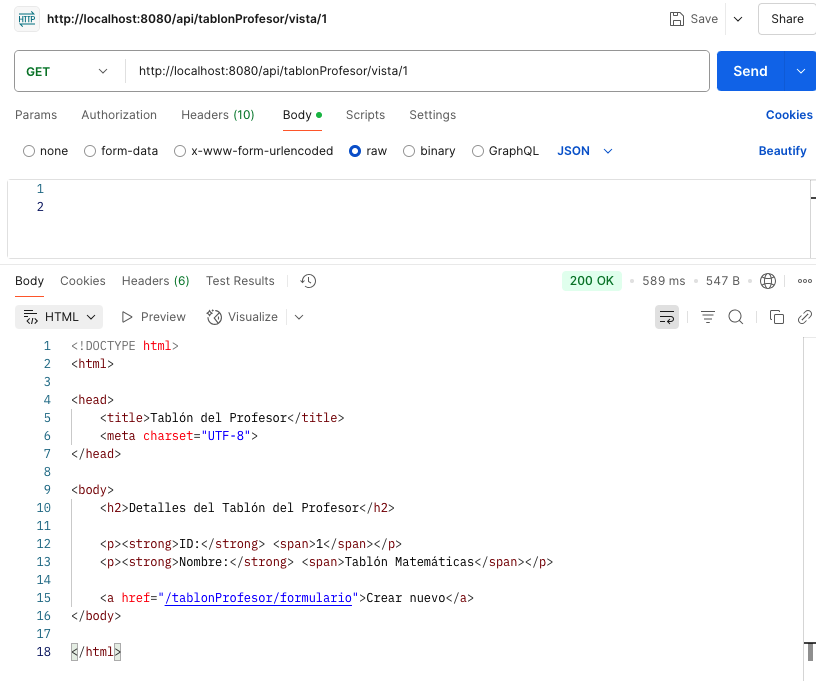 HTTP http://localhost:8080/api/tablonProfesor/vista/1 Save Share
GET http://localhost:8080/api/tablonProfesor/vista/1 Send
Params Authorization Headers (10) Body Scripts Settings Cookies
none form-data x-www-form-urlencoded raw binary GraphQL JSON Beautify
1
2
Body Cookies Headers (6) Test Results 200 OK 589 ms 547 B
HTML Preview Visualize
1 <!DOCTYPE html>
2 <html>
3
4 <head>
5     <title>Tablón del Profesor</title>
6     <meta charset="UTF-8">
7 </head>
8
9 <body>
10     <h2>Detalles del Tablón del Profesor</h2>
11
12     <p><strong>ID:</strong> <span>1</span></p>
13     <p><strong>Nombre:</strong> <span>Tablón Matemáticas</span></p>
14
15     <a href="/tablonProfesor/formulario">Crear nuevo</a>
16 </body>
17
18 </html>